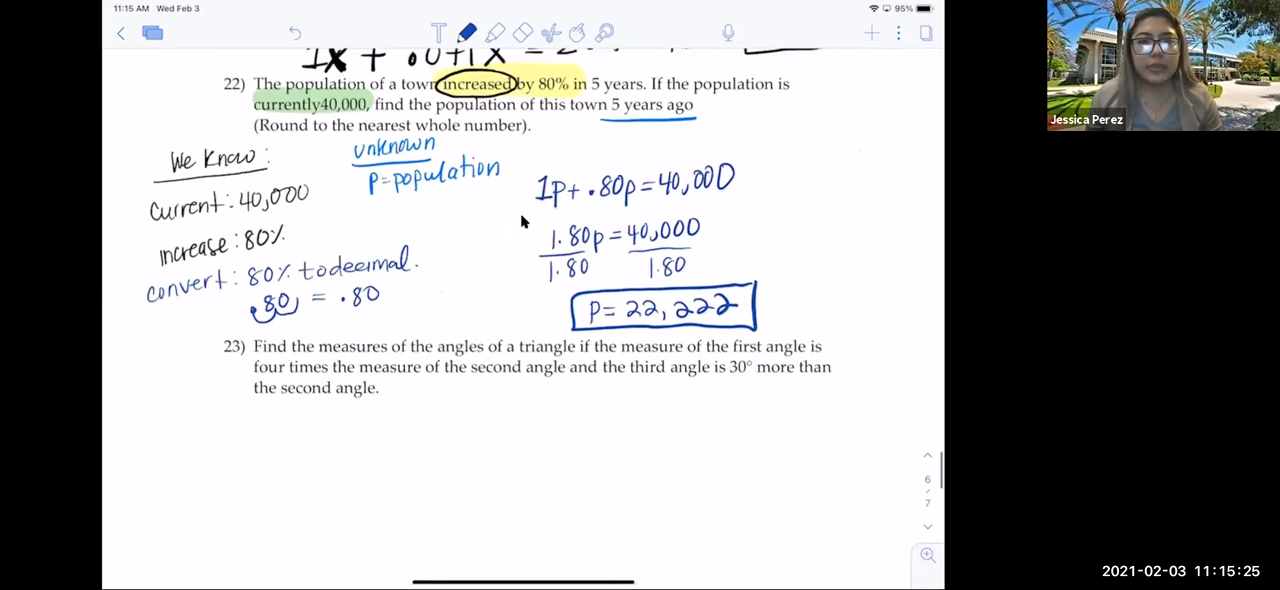 11:15 AM Wed Feb 3
95%
22) The population of a town increased by 80% in 5 years. If the population is
currently40,000, find the population of this town 5 years ago
(Round to the nearest whole number).
We Know:
Current: 40,000
increase: 80%
Convert: 80% to decimal.
.80, = .80
unknown
P=population
1p + .80p = 40,000
1.80p = 40,000
1.80 1.80
P= 22,222
23) Find the measures of the angles of a triangle if the measure of the first angle is
four times the measure of the second angle and the third angle is 30° more than
the second angle.
6
/
7
Jessica Perez
2021-02-03 11:15:25